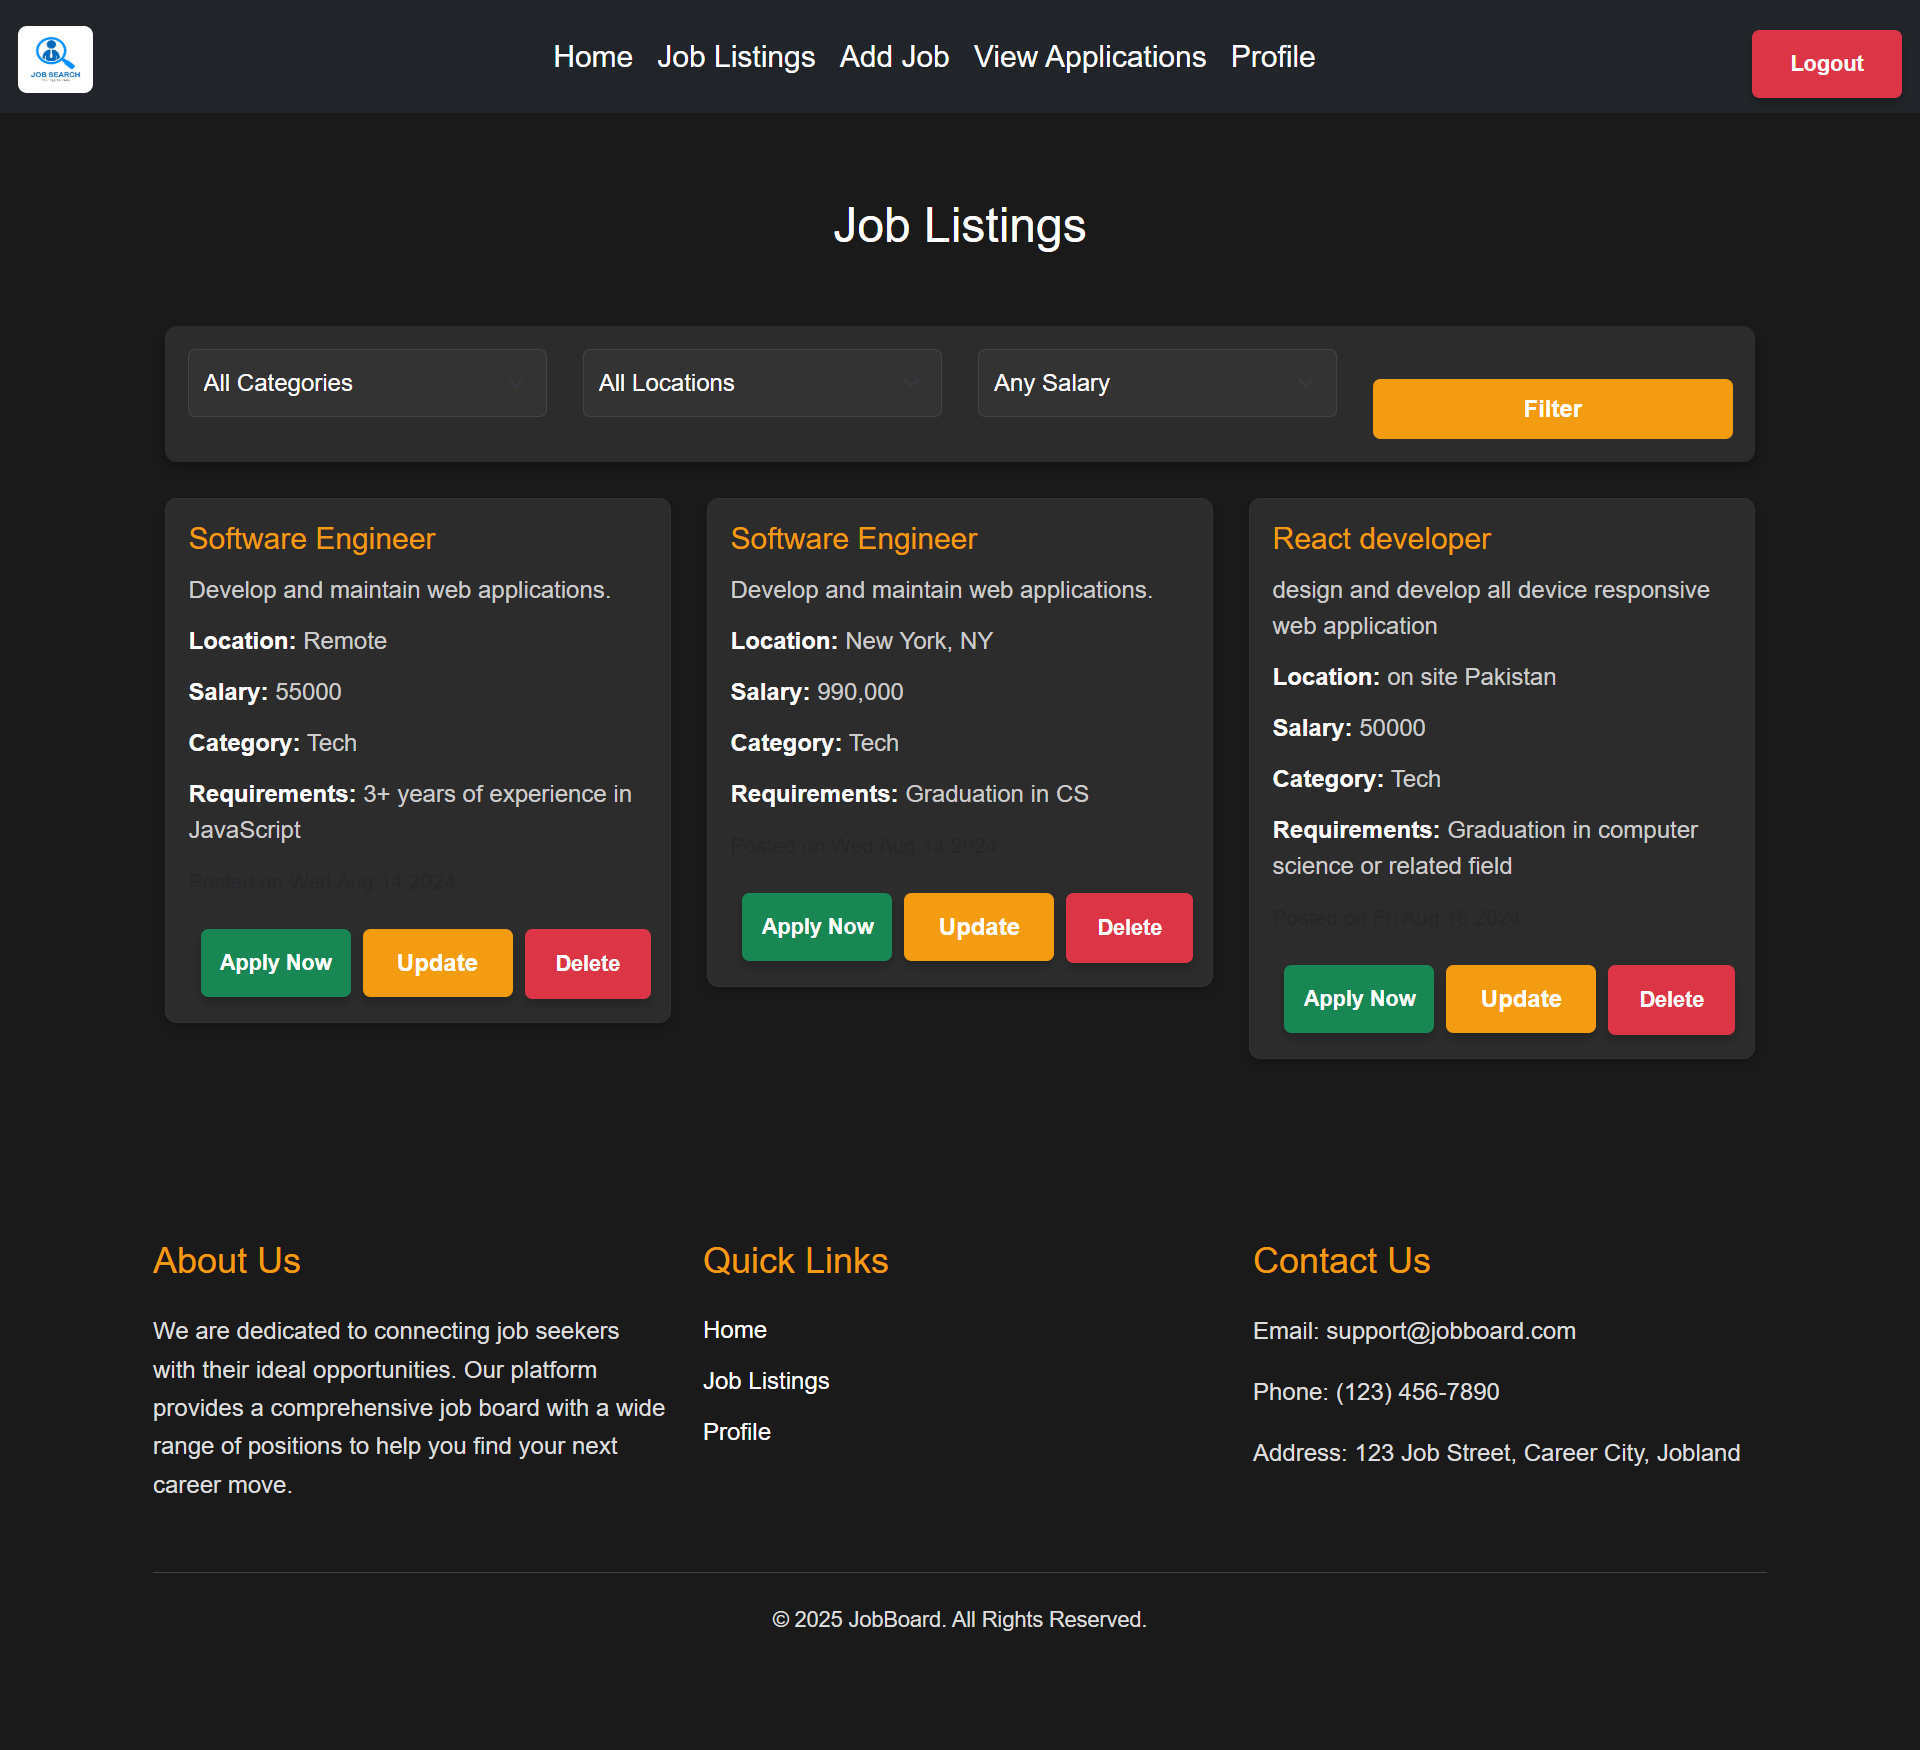 JOB SEARCH
Home Job Listings Add Job View Applications Profile
Logout
Job Listings
All Categories
All Locations
Any Salary
Filter
Software Engineer
Develop and maintain web applications.
Location: Remote
Salary: 55000
Category: Tech
Requirements: 3+ years of experience in
JavaScript
Posted on Wed Aug 14 2024
Apply Now
Update
Delete
Software Engineer
Develop and maintain web applications.
Location: New York, NY
Salary: 990,000
Category: Tech
Requirements: Graduation in CS
Posted on Wed Aug 14 2024
Apply Now
Update
Delete
React developer
design and develop all device responsive
web application
Location: on site Pakistan
Salary: 50000
Category: Tech
Requirements: Graduation in computer
science or related field
Posted on Fri Aug 16 2024
Apply Now
Update
Delete
About Us
We are dedicated to connecting job seekers
with their ideal opportunities. Our platform
provides a comprehensive job board with a wide
range of positions to help you find your next
career move.
Quick Links
Home
Job Listings
Profile
Contact Us
Email: support@jobboard.com
Phone: (123) 456-7890
Address: 123 Job Street, Career City, Jobland
© 2025 JobBoard. All Rights Reserved.